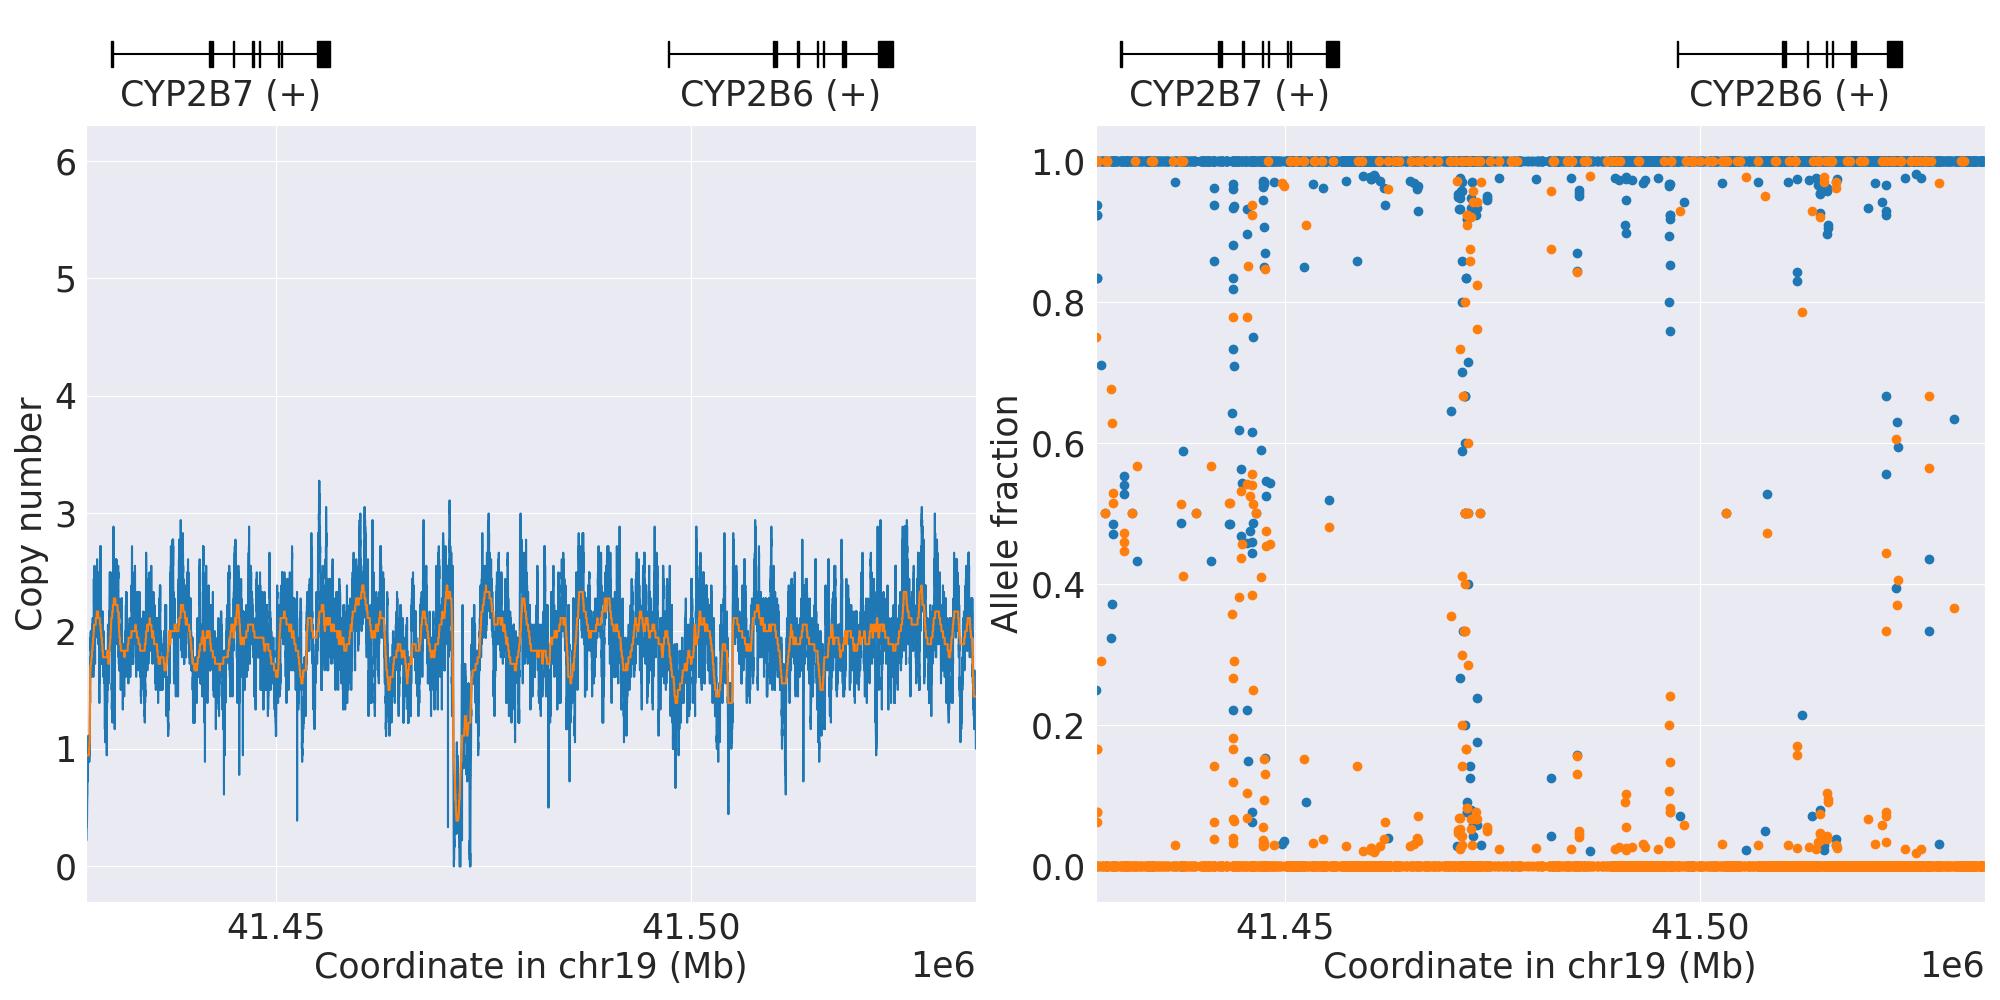 CYP2B7 (+)
CYP2B6 (+)
6
5
4
3
2
1
0
Copy number
41.45
41.50
Coordinate in chr19 (Mb)
1e6
CYP2B7 (+)
CYP2B6 (+)
1.0
0.8
0.6
0.4
0.2
0.0
Allele fraction
41.45
41.50
Coordinate in chr19 (Mb)
1e6